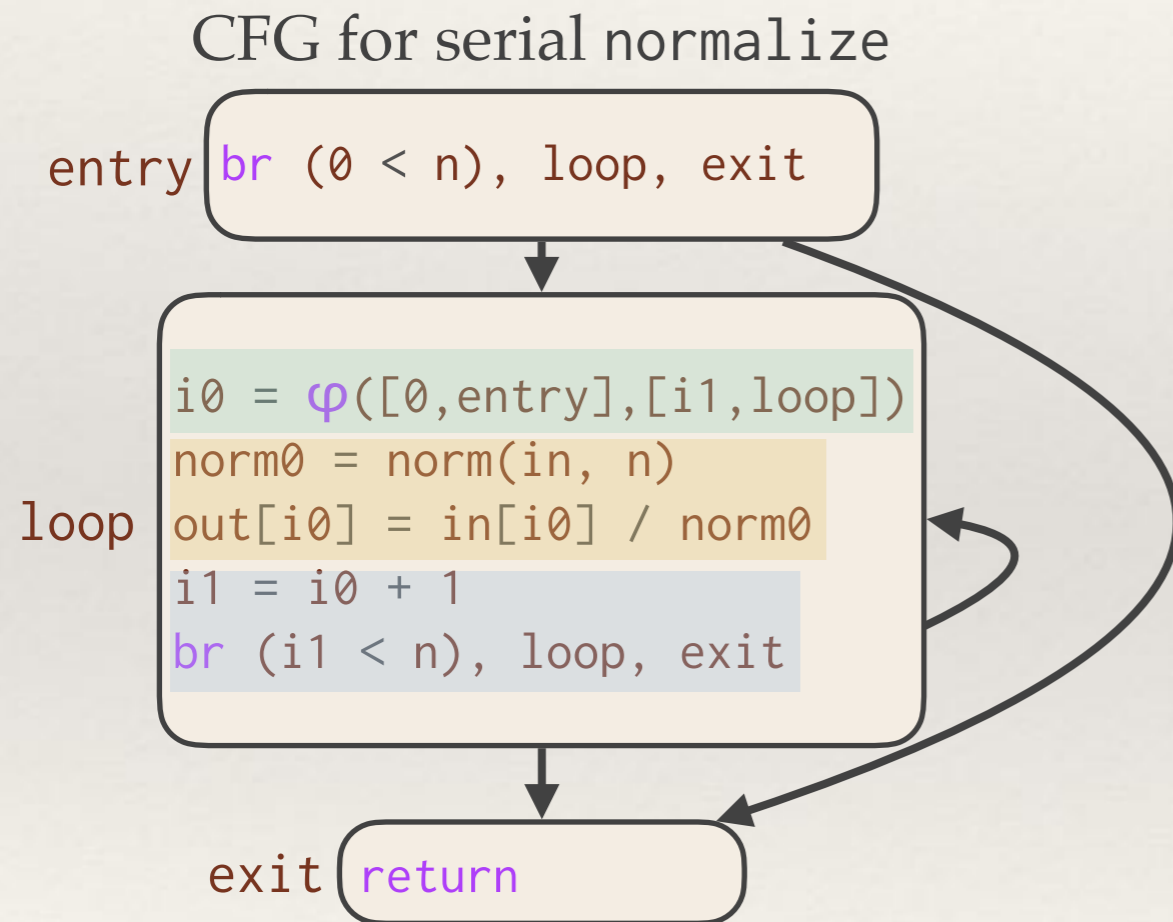 CFG for serial normalize
entry
br (0 < n), loop, exit
loop
i0 = φ([0,entry],[i1,loop])
norm0 = norm(in, n)
out[i0] = in[i0] / norm0
i1 = i0 + 1
br (i1 < n), loop, exit
exit
return